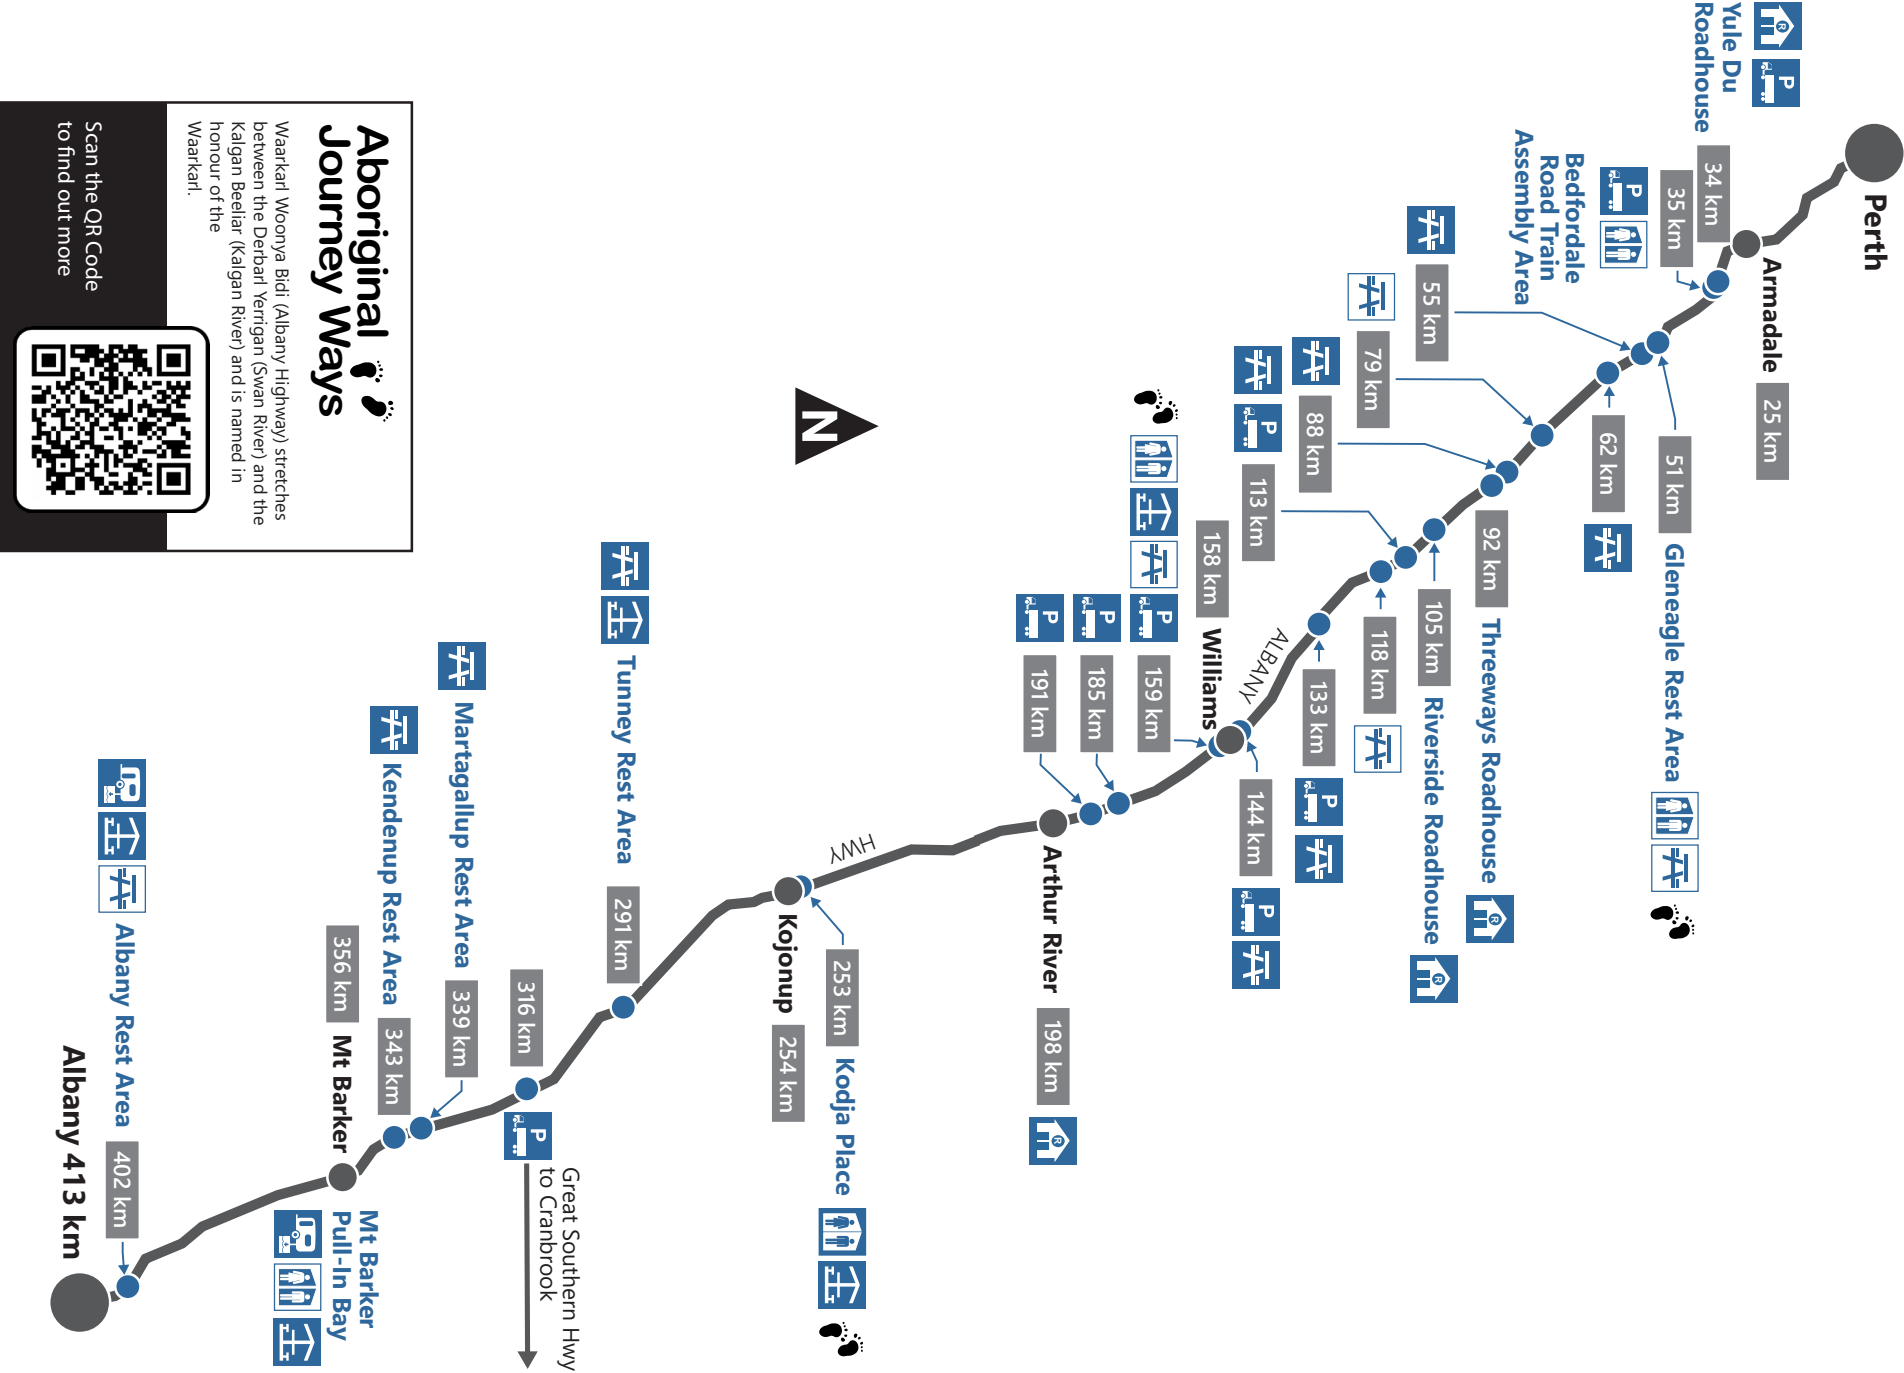 Perth
Yule Du
Roadhouse
34 km
35 km
Armadale
25 km
Bedfordale
Road Train
Assembly Area
55 km
51 km
Gleneagle Rest Area
62 km
79 km
88 km
92 km
Threeways Roadhouse
105 km
Riverside Roadhouse
113 km
118 km
133 km
ALBANY
144 km
158 km
Williams
159 km
185 km
191 km
Arthur River
198 km
HWY
253 km
Kodja Place
Kojonup
254 km
Tunney Rest Area
291 km
316 km
Great Southern Hwy
to Cranbrook
Martagallup Rest Area
339 km
Kendenup Rest Area
343 km
356 km
Mt Barker
Mt Barker
Pull-In Bay
Albany Rest Area
402 km
Albany 413 km
N
P
P
P
P
P
P
P
P
P
R
R
R
R
Aboriginal
Journey Ways
Waarkarl Woonya Bidi (Albany Highway) stretches
between the Derbarl Yerrigan (Swan River) and the
Kalgan Beeliar (Kalgan River) and is named in
honour of the
Waarkarl.
Scan the QR Code
to find out more